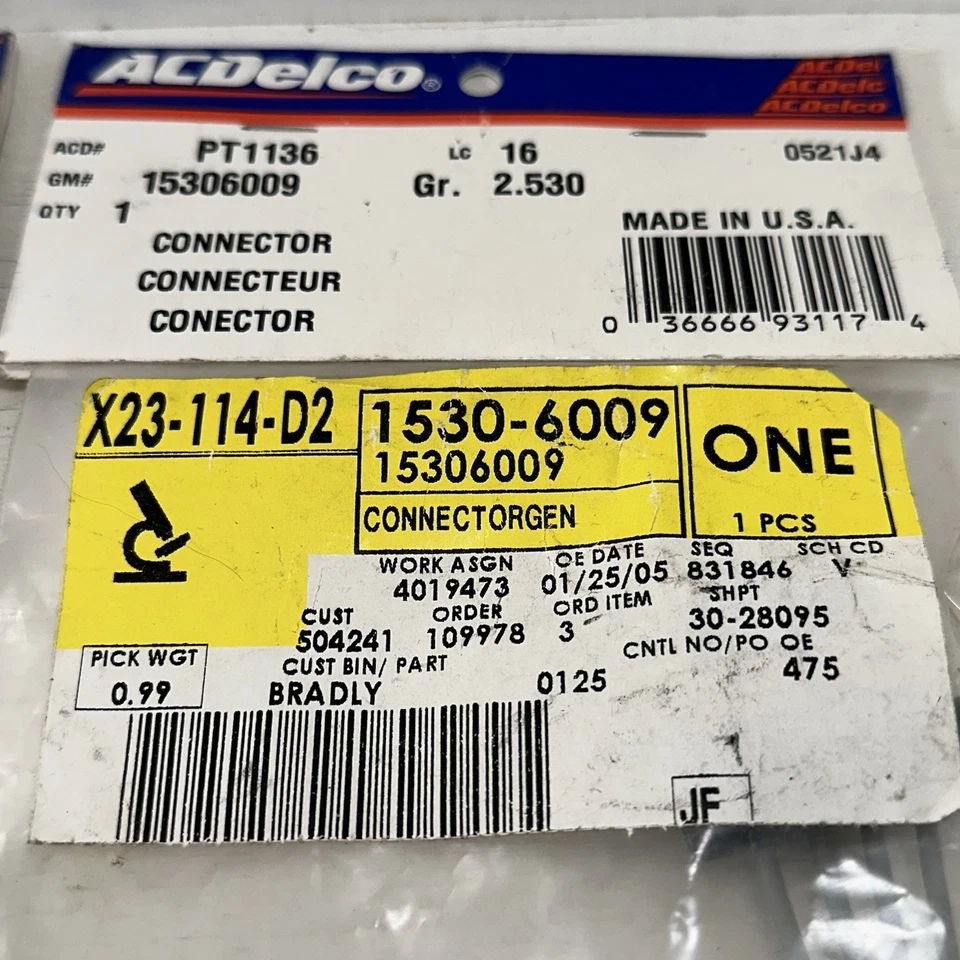 ACDelco®
ACDel
ACDelc
ACDelco
ACD# PT1136 LC 16 0521J4
GM# 15306009 Gr. 2.530
QTY 1
MADE IN U.S.A.
CONNECTOR
CONNECTEUR
CONECTOR
0 36666 93117 4
X23-114-D2
1530-6009
15306009
CONNECTORGEN
ONE
1 PCS
WORK ASGN OE DATE SEQ SCH CD
4019473 01/25/05 831846 V
CUST ORDER ORD ITEM SHPT
504241 109978 3 30-28095
PICK WGT CUST BIN/ PART CNTL NO/PO OE
0.99 BRADLY 0125 475
JF